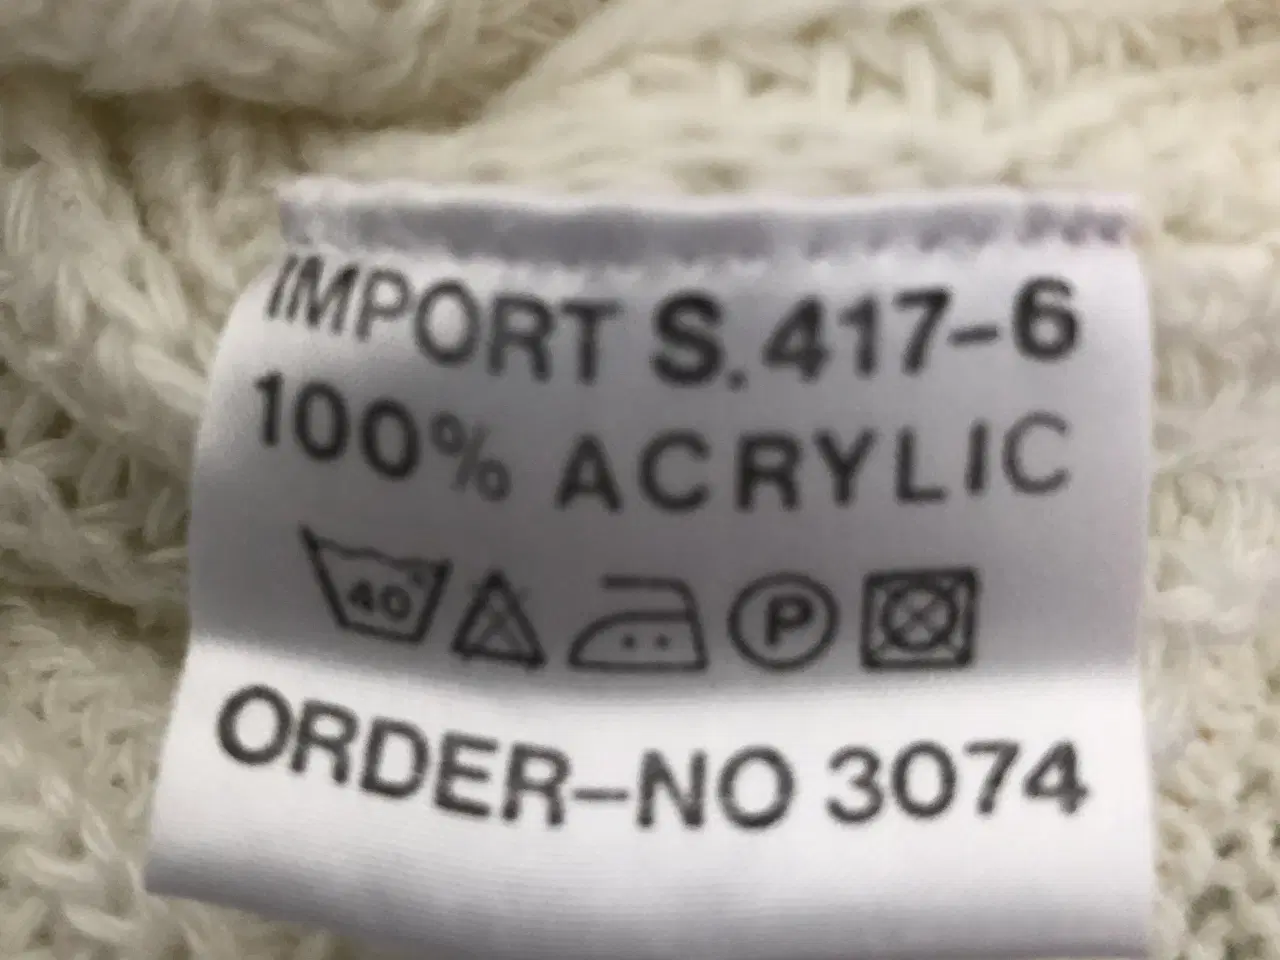 IMPORT S.417-6
100% ACRYLIC
40 P
ORDER-NO 3074